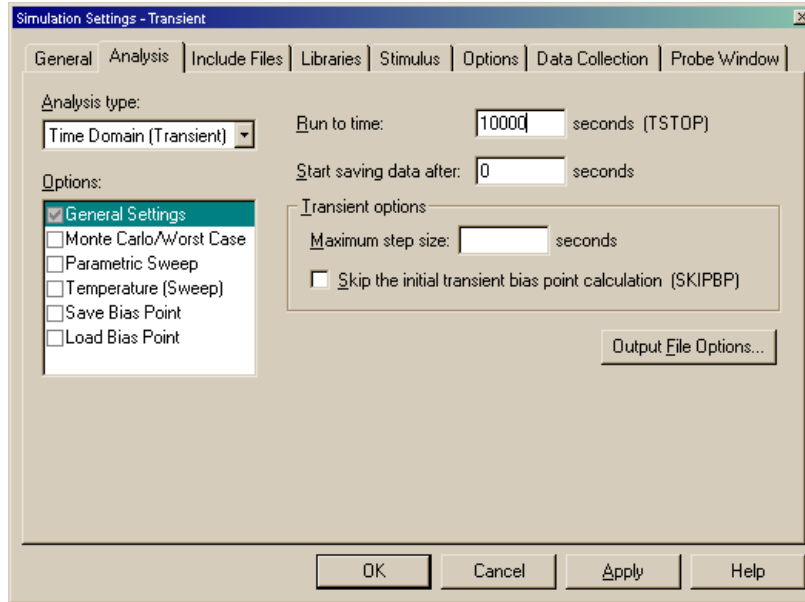 Simulation Settings - Transient
General Analysis Include Files Libraries Stimulus Options Data Collection Probe Window
Analysis type:
Time Domain (Transient)
Options:
General Settings
Monte Carlo/Worst Case
Parametric Sweep
Temperature (Sweep)
Save Bias Point
Load Bias Point
Run to time: 10000 seconds (TSTOP)
Start saving data after: 0 seconds
Transient options
Maximum step size: seconds
Skip the initial transient bias point calculation (SKIPBP)
Output File Options...
OK Cancel Apply Help